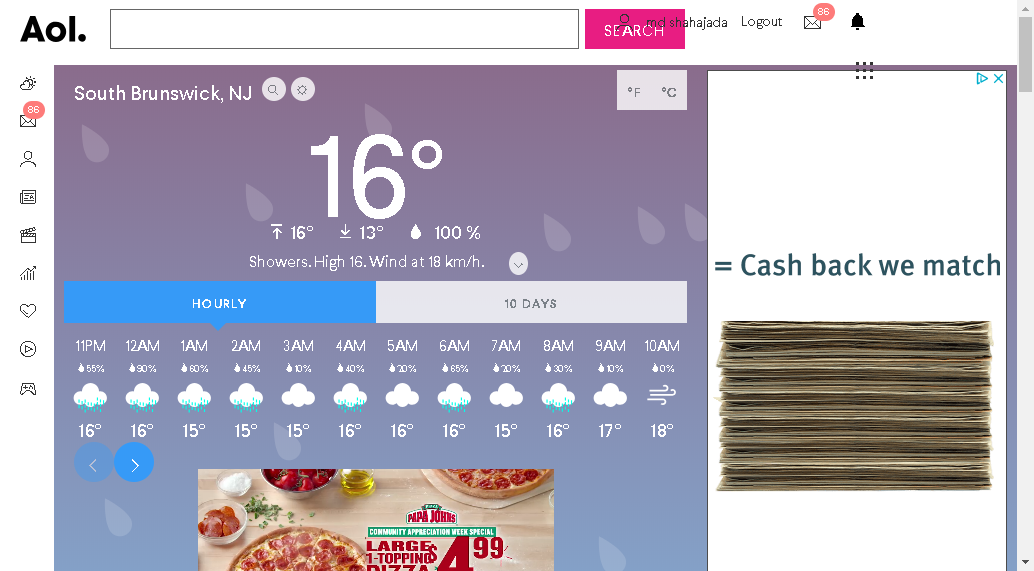 Aol.
SEARCH
md shahajada
Logout
86
86
South Brunswick, NJ
°F °C
16°
16° 13° 100 %
Showers. High 16. Wind at 18 km/h.
HOURLY
10 DAYS
11PM 12AM 1AM 2AM 3AM 4AM 5AM 6AM 7AM 8AM 9AM 10AM
55% 90% 60% 45% 10% 40% 20% 65% 20% 30% 10% 0%
16° 16° 15° 15° 15° 16° 16° 16° 15° 16° 17° 18°
= Cash back we match
PAPA JOHNS
COMMUNITY APPRECIATION WEEK SPECIAL
LARGE
1-TOPPING
PIZZA
$4.99